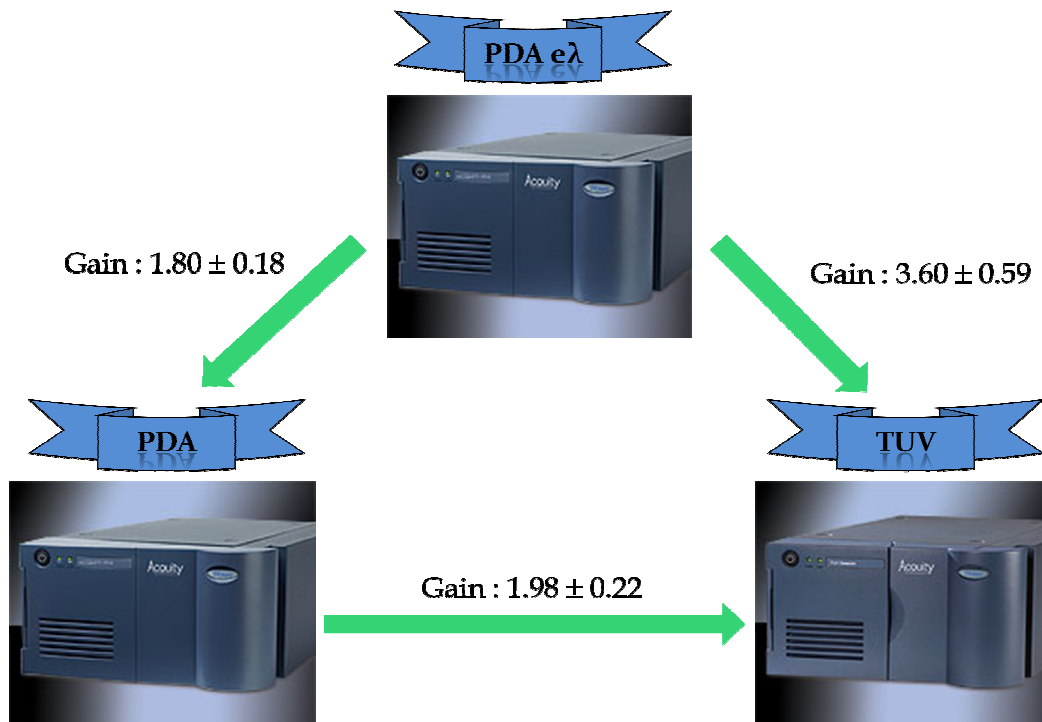 PDA eλ
Acquity
Gain : 1.80 ± 0.18
Gain : 3.60 ± 0.59
PDA
TUV
Acquity
Acquity
Gain : 1.98 ± 0.22